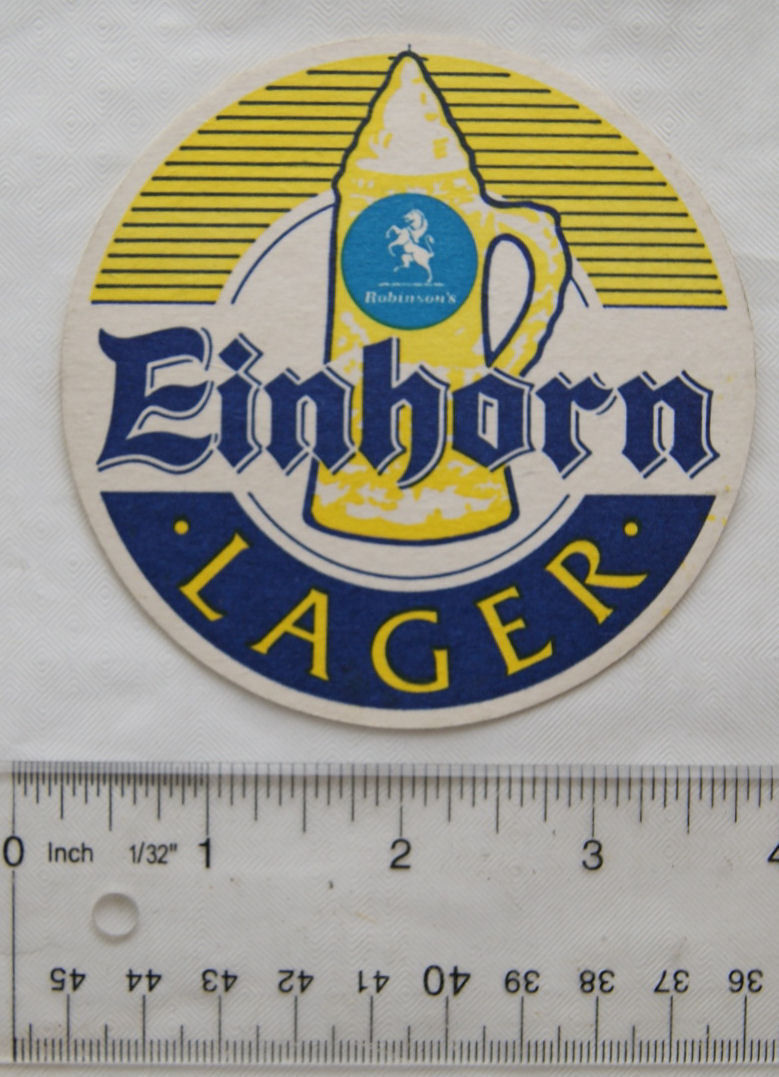 Robinson's
Einhorn
· LAGER ·
0 Inch 1/32" 1 2 3 4
45 44 43 42 41 40 39 38 37 36